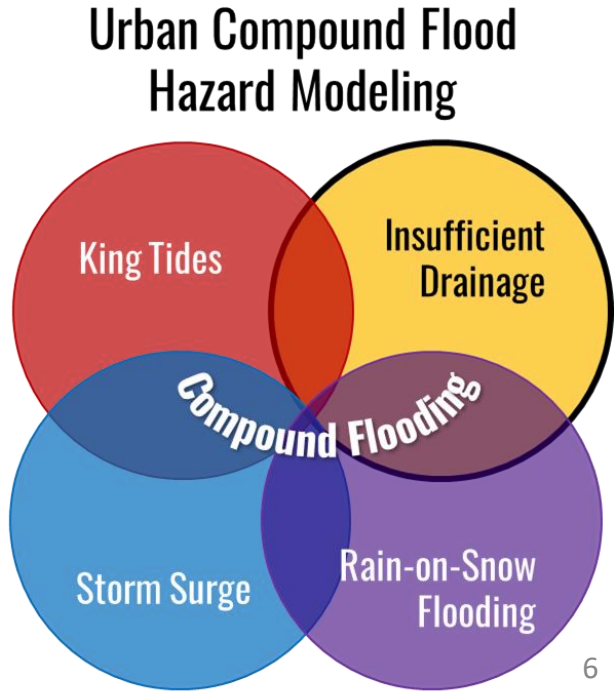 Urban Compound Flood
Hazard Modeling
King Tides
Insufficient
Drainage
Compound Flooding
Storm Surge
Rain-on-Snow
Flooding
6